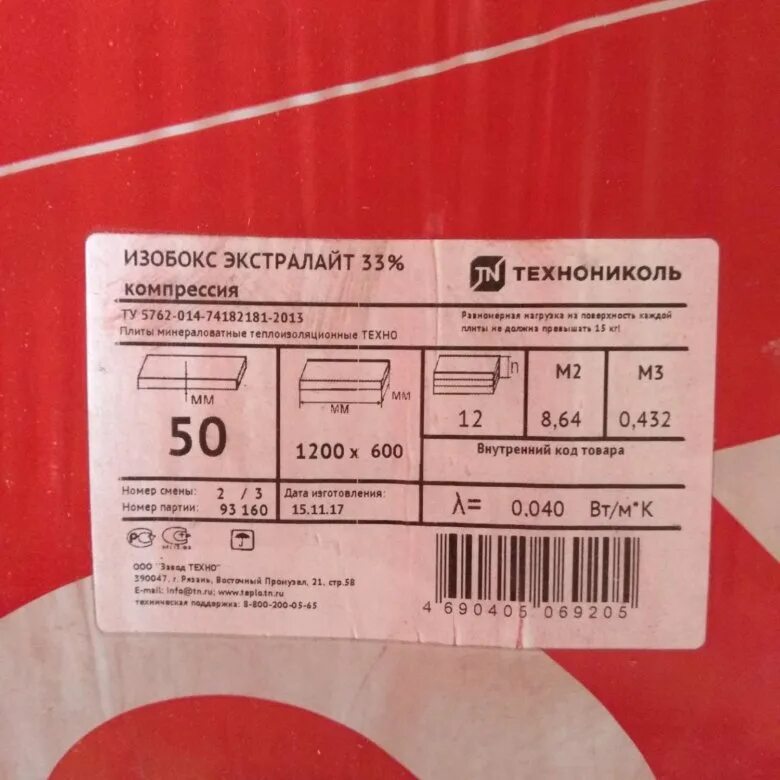 ИЗОБОКС ЭКСТРАЛАЙТ 33%
компрессия
TN ТЕХНОНИКОЛЬ
ТУ 5762-014-74182181-2013
Плиты минераловатные теплоизоляционные ТЕХНО
Равномерная нагрузка на поверхность каждой
плиты не должна превышать 15 кг!
мм
50
мм
мм
1200 x 600
n
12
М2
8,64
М3
0,432
Внутренний код товара
Номер смены: 2 / 3
Номер партии: 93 160
Дата изготовления:
15.11.17
λ= 0,040 Вт/м*К
РС
ООО "Завод ТЕХНО"
390047, г. Рязань, Восточный Промузел, 21, стр.58
E-mail: info@tn.ru; www.teplo.tn.ru
техническая поддержка: 8-800-200-05-65
4 690405 069205